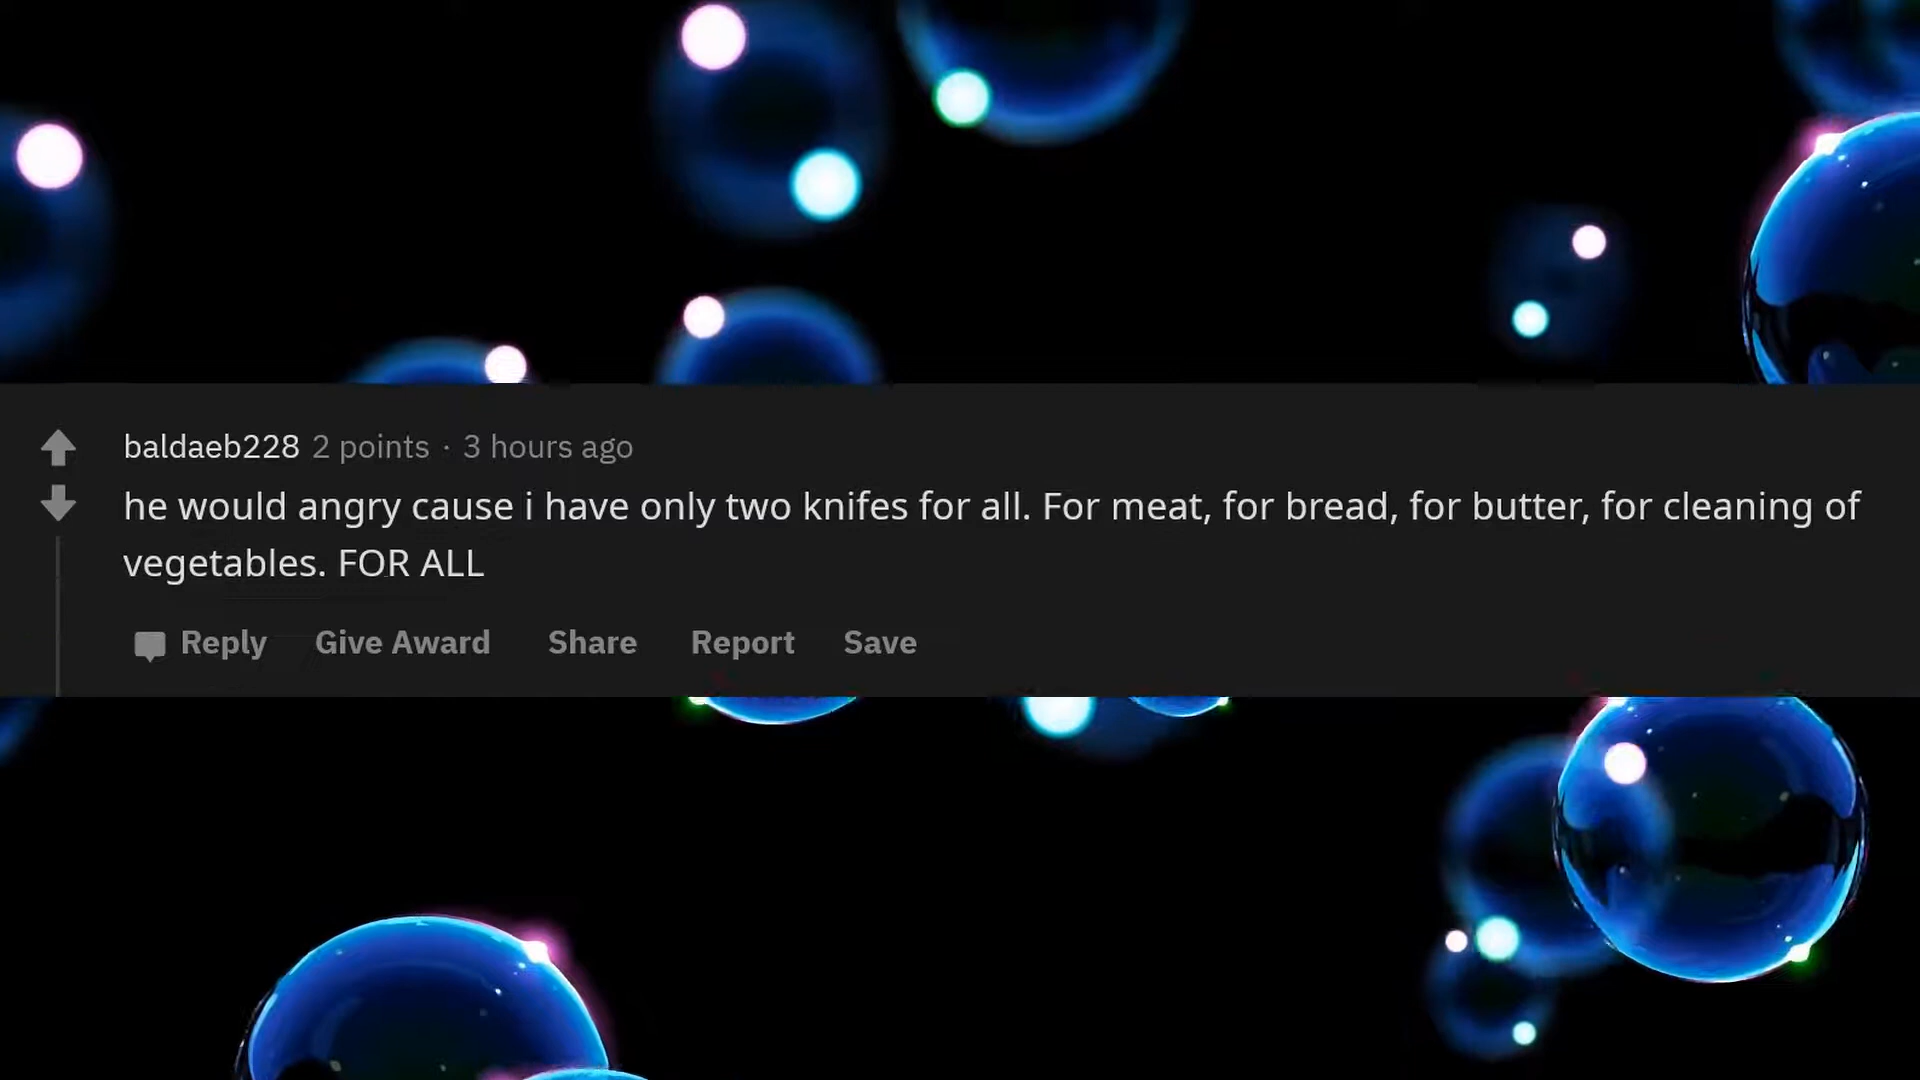 baldaeb228 2 points · 3 hours ago
he would angry cause i have only two knifes for all. For meat, for bread, for butter, for cleaning of
vegetables. FOR ALL
Reply Give Award Share Report Save